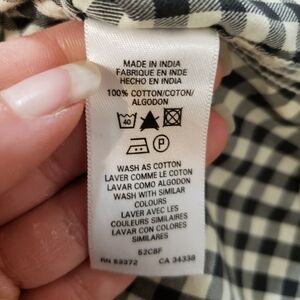 MADE IN INDIA
FABRIQUE EN INDE
HECHO EN INDIA
100% COTTON/COTON/
ALGODON
40
P
WASH AS COTTON
LAVER COMME LE COTON
LAVAR COMO ALGODON
WASH WITH SIMILAR
COLOURS
LAVER AVEC LES
COULEURS SIMILAIRES
LAVAR CON COLORES
SIMILARES
52CBF
RN 53372 CA 34338